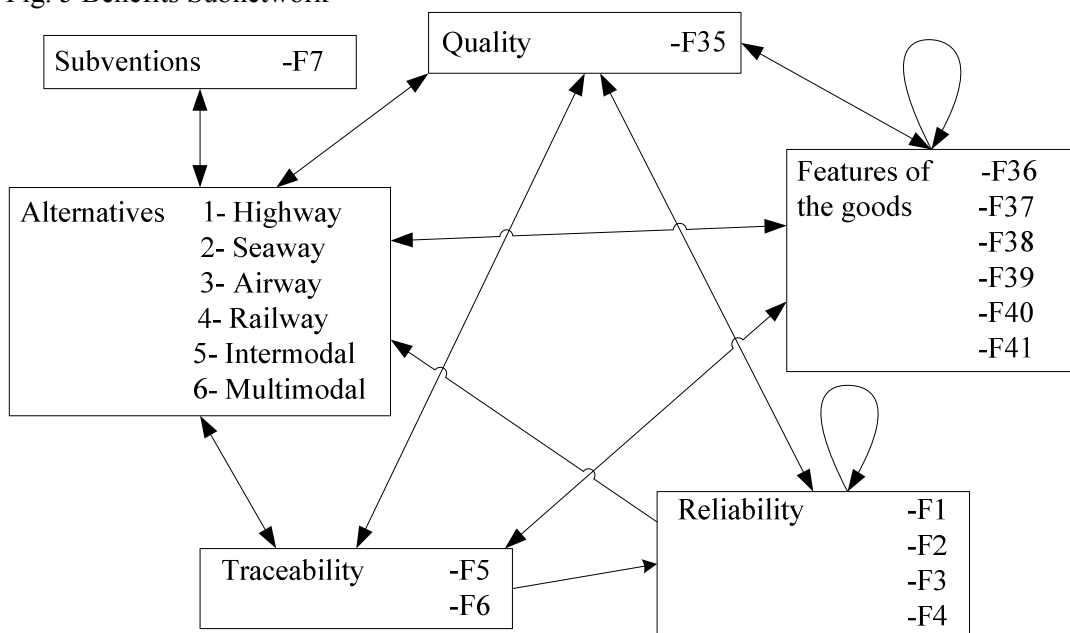 Fig. 3 Benefits Subnetwork
Subventions -F7
Quality -F35
Features of the goods
-F36
-F37
-F38
-F39
-F40
-F41
Alternatives
1- Highway
2- Seaway
3- Airway
4- Railway
5- Intermodal
6- Multimodal
Traceability
-F5
-F6
Reliability
-F1
-F2
-F3
-F4